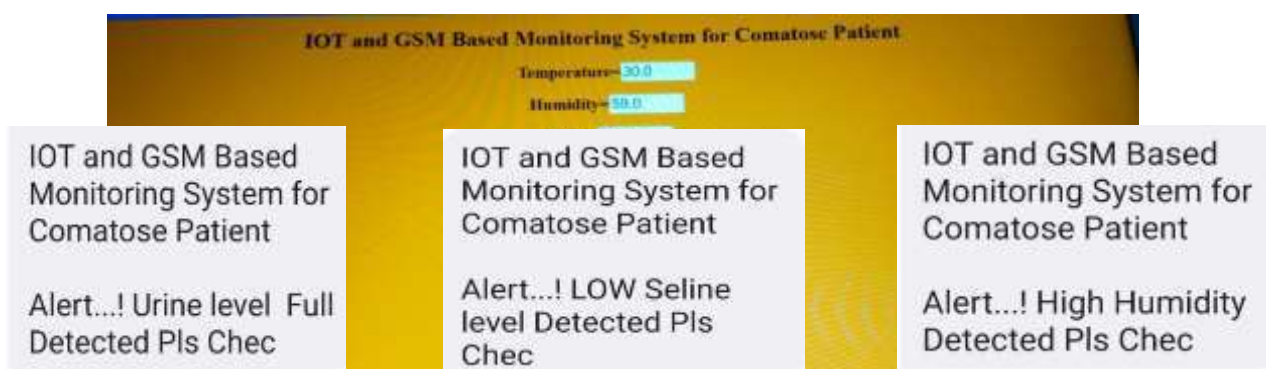 IOT and GSM Based Monitoring System for Comatose Patient
Temperature= 30.0
Humidity= 59.0
IOT and GSM Based
Monitoring System for
Comatose Patient
Alert...! Urine level Full
Detected Pls Chec
IOT and GSM Based
Monitoring System for
Comatose Patient
Alert...! LOW Seline
level Detected Pls
Chec
IOT and GSM Based
Monitoring System for
Comatose Patient
Alert...! High Humidity
Detected Pls Chec